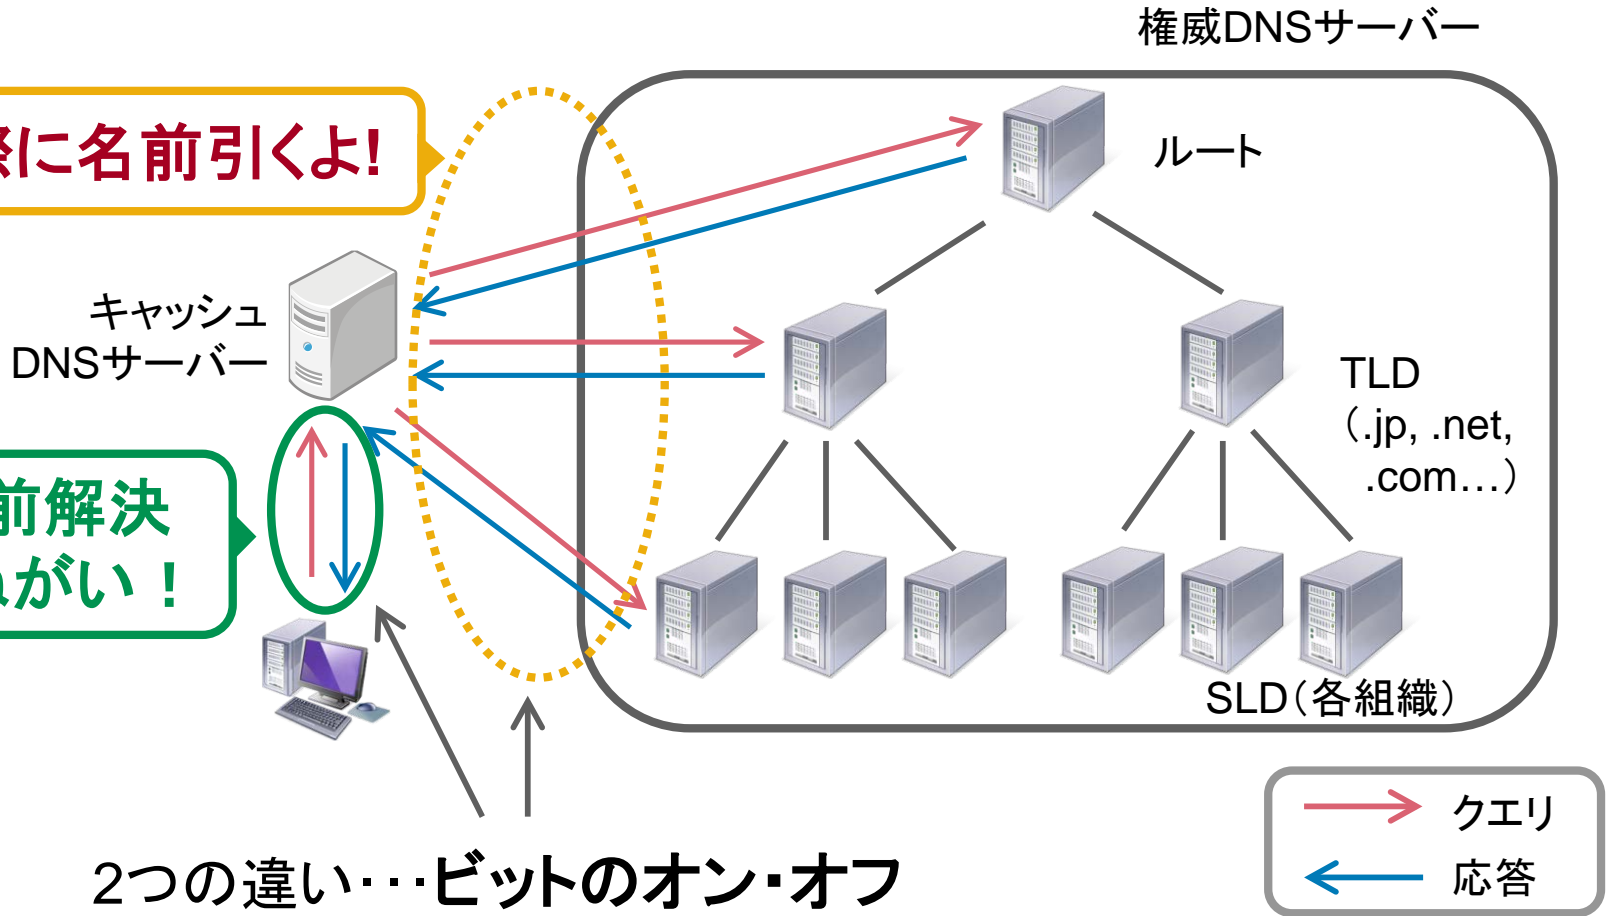 権威DNSサーバー
際に名前引くよ!
ルート
キャッシュ
DNSサーバー
TLD
（.jp, .net,
.com…）
前解決
ねがい！
SLD（各組織）
クエリ
応答
2つの違い･･･ビットのオン・オフ